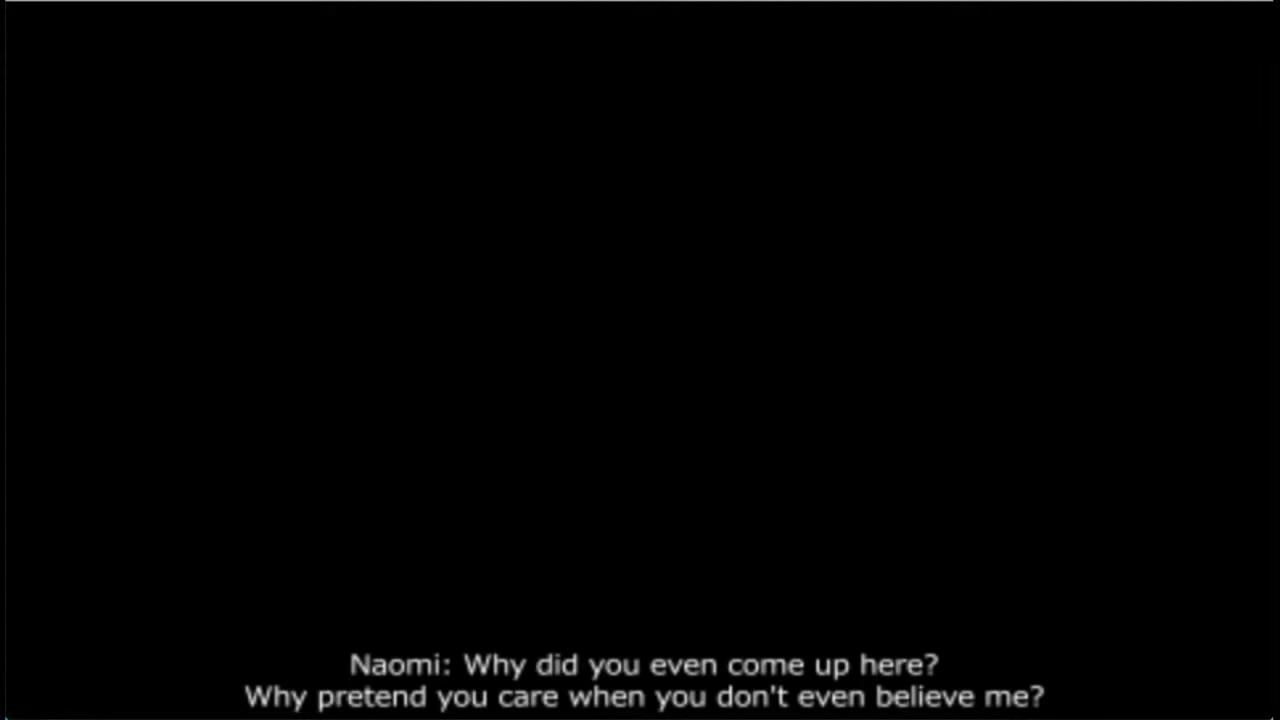 Naomi: Why did you even come up here?
Why pretend you care when you don't even believe me?